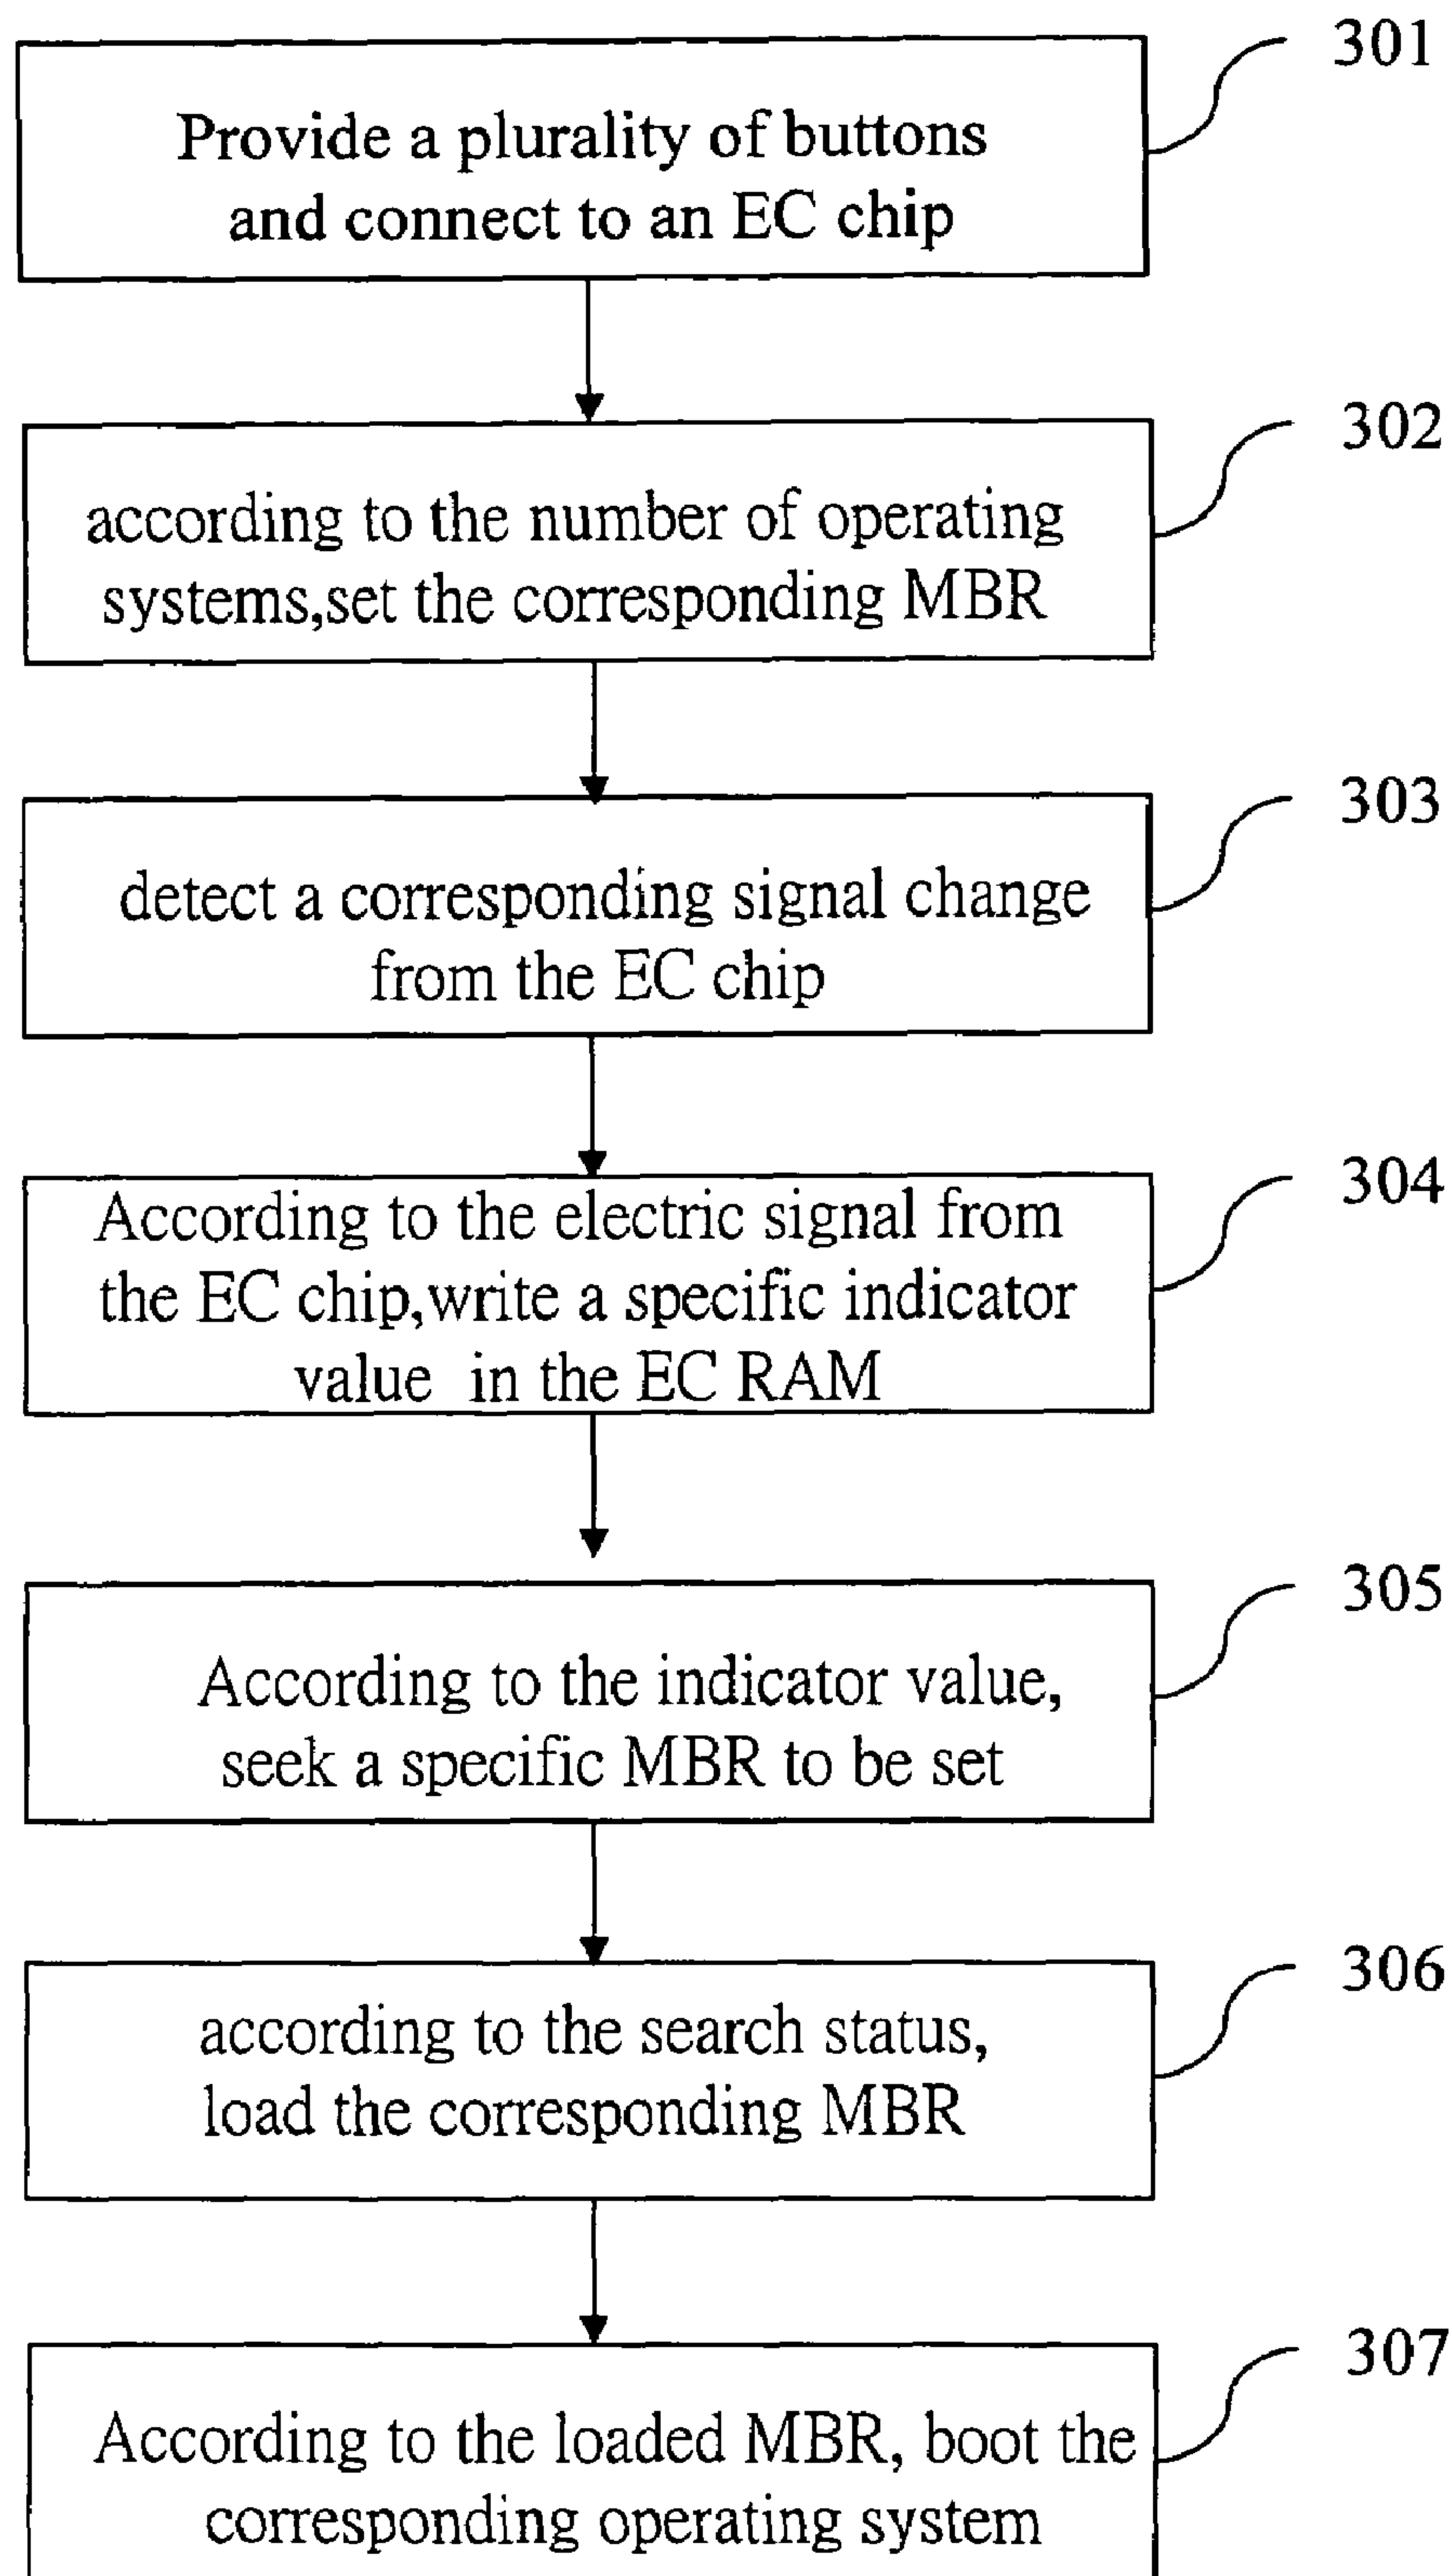 301
Provide a plurality of buttons
and connect to an EC chip
302
according to the number of operating
systems,set the corresponding MBR
303
detect a corresponding signal change
from the EC chip
304
According to the electric signal from
the EC chip,write a specific indicator
value in the EC RAM
305
According to the indicator value,
seek a specific MBR to be set
306
according to the search status,
load the corresponding MBR
307
According to the loaded MBR, boot the
corresponding operating system